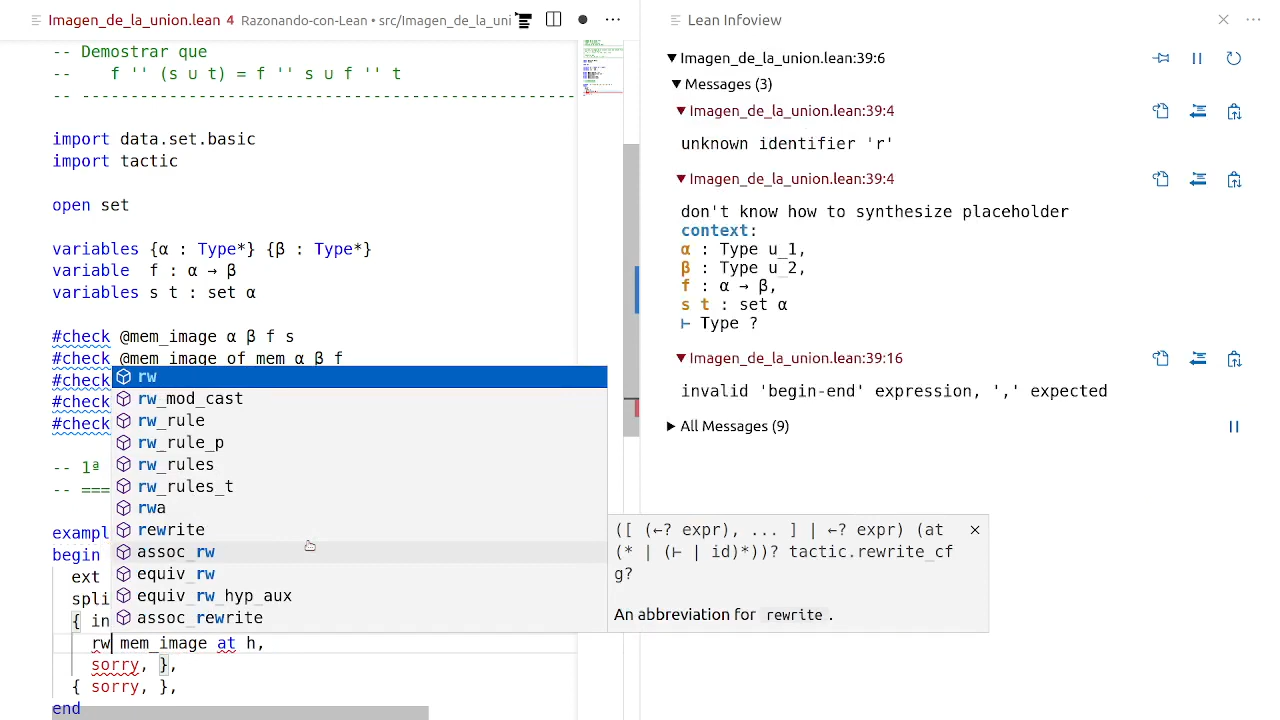 Imagen_de_la_union.lean 4 Razonando-con-Lean • src/Imagen_de_la_uni
-- Demostrar que
--    f '' (s ∪ t) = f '' s ∪ f '' t
-- ---------------------------------------------------
import data.set.basic
import tactic
open set
variables {α : Type*} {β : Type*}
variable  f : α → β
variables s t : set α
#check @mem_image α β f s
#check @mem_image_of_mem α β f
#check
#check
#check
-- 1ª
-- ===
exampl
begin
ext
spli
{ in
rw mem_image at h,
sorry, },
{ sorry, },
end
rw
rw_mod_cast
rw_rule
rw_rule_p
rw_rules
rw_rules_t
rwa
rewrite
assoc_rw
equiv_rw
equiv_rw_hyp_aux
assoc_rewrite
([ (←? expr), ... ] | ←? expr) (at
(* | (⊢ | id)*))? tactic.rewrite_cf
g?
An abbreviation for rewrite .
Lean Infoview
Imagen_de_la_union.lean:39:6
Messages (3)
Imagen_de_la_union.lean:39:4
unknown identifier 'r'
Imagen_de_la_union.lean:39:4
don't know how to synthesize placeholder
context:
α : Type u_1,
β : Type u_2,
f : α → β,
s t : set α
⊢ Type ?
Imagen_de_la_union.lean:39:16
invalid 'begin-end' expression, ',' expected
All Messages (9)